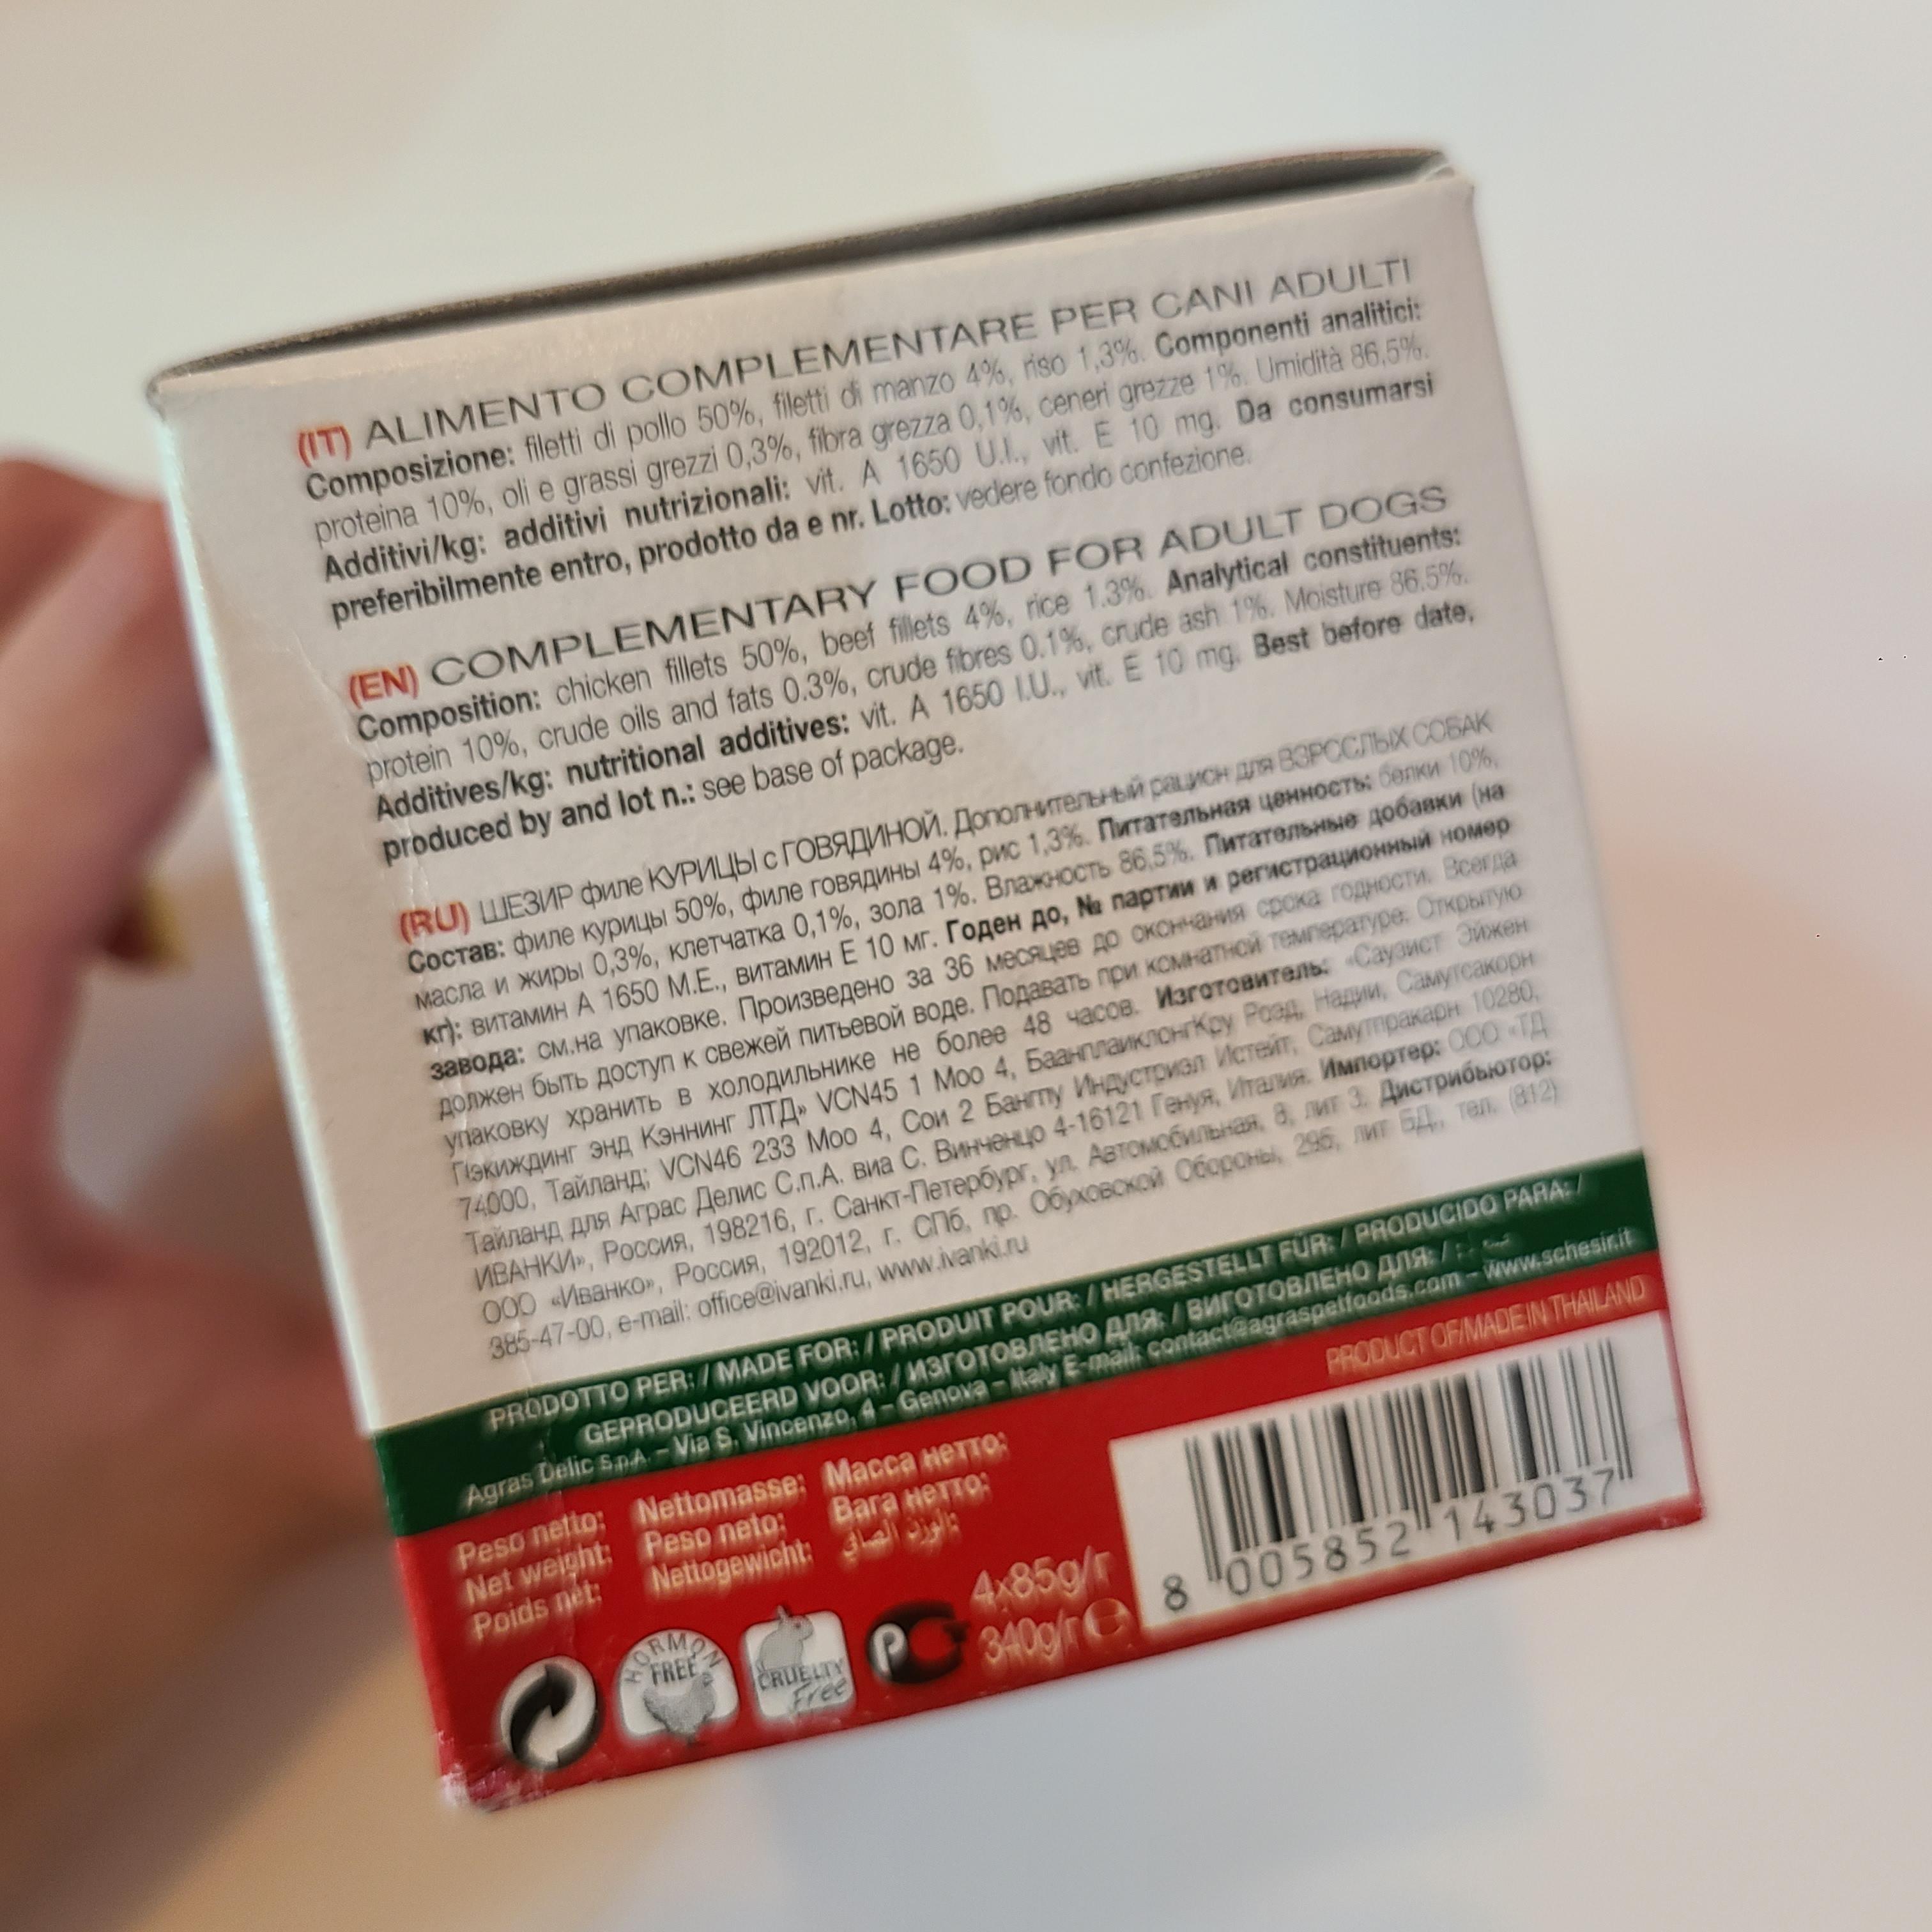 (IT) ALIMENTO COMPLEMENTARE PER CANI ADULTI
Composizione: filetti di pollo 50%, filetti di manzo 4%, riso 1,3%. Componenti analitici:
proteina 10%, oli e grassi grezzi 0,3%, fibra grezza 0,1%, ceneri grezze 1%. Umidità 86,5%.
Additivi/kg: additivi nutrizionali: vit. A 1650 U.I., vit. E 10 mg. Da consumarsi
preferibilmente entro, prodotto da e nr. Lotto: vedere fondo confezione.
(EN) COMPLEMENTARY FOOD FOR ADULT DOGS
Composition: chicken fillets 50%, beef fillets 4%, rice 1.3%. Analytical constituents:
protein 10%, crude oils and fats 0.3%, crude fibres 0.1%, crude ash 1%. Moisture 86.5%.
Additives/kg: nutritional additives: vit. A 1650 I.U., vit. E 10 mg. Best before date,
produced by and lot n.: see base of package.
(RU) ШЕЗИР филе КУРИЦЫ с ГОВЯДИНОЙ. Дополнительный рацион для ВЗРОСЛЫХ СОБАК
Состав: филе курицы 50%, филе говядины 4%, рис 1,3%. Питательная ценность: белки 10%,
масла и жиры 0,3%, клетчатка 0,1%, зола 1%. Влажность 86,5%. Питательные добавки (на
кг): витамин А 1650 М.Е., витамин Е 10 мг. Годен до, № партии и регистрационный номер
завода: см.на упаковке. Произведено за 36 месяцев до окончания срока годности. Всегда
должен быть доступ к свежей питьевой воде. Подавать при комнатной температуре. Открытую
упаковку хранить в холодильнике не более 48 часов. Изготовитель: «Саузист Эйжен
Пэкиждинг энд Кэннинг ЛТД» VCN45 1 Моо 4, БаанплаиклонгКру Роад, Надии, Самутсакорн
74000, Тайланд; VCN46 233 Моо 4, Сои 2 Бангпу Индустриэл Истейт, Самутпракарн 10280,
Тайланд для Аграс Делис С.п.А. виа С. Винченцо 4-16121 Генуя, Италия. Импортер: ООО «ТД
ИВАНКИ», Россия, 198216, г. Санкт-Петербург, ул. Автомобильная, 8, лит 3. Дистрибьютор:
ООО «Иванко», Россия, 192012, г. СПб, пр. Обуховской Обороны, 295, лит БД., тел. (812)
385-47-00, e-mail: office@ivanki.ru, www.ivanki.ru
PRODOTTO PER: / MADE FOR: / PRODUIT POUR: / HERGESTELLT FÜR: / PRODUCIDO PARA: /
GEPRODUCEERD VOOR: / ИЗГОТОВЛЕНО ДЛЯ: / ВИГОТОВЛЕНО ДЛЯ: /
Agras Delic S.p.A. – Via S. Vincenzo, 4 – Genova – Italy E-mail: contact@agraspetfoods.com – www.schesir.it
PRODUCT OF/MADE IN THAILAND
Peso netto: Nettomasse: Масса нетто:
Net weight: Peso neto: Вага нетто:
Poids net: Nettogewicht: الوزن الصافي:
4x85g/г
340g/г e
HORMON FREE
CRUELTY Free
PC
8 005852 143037